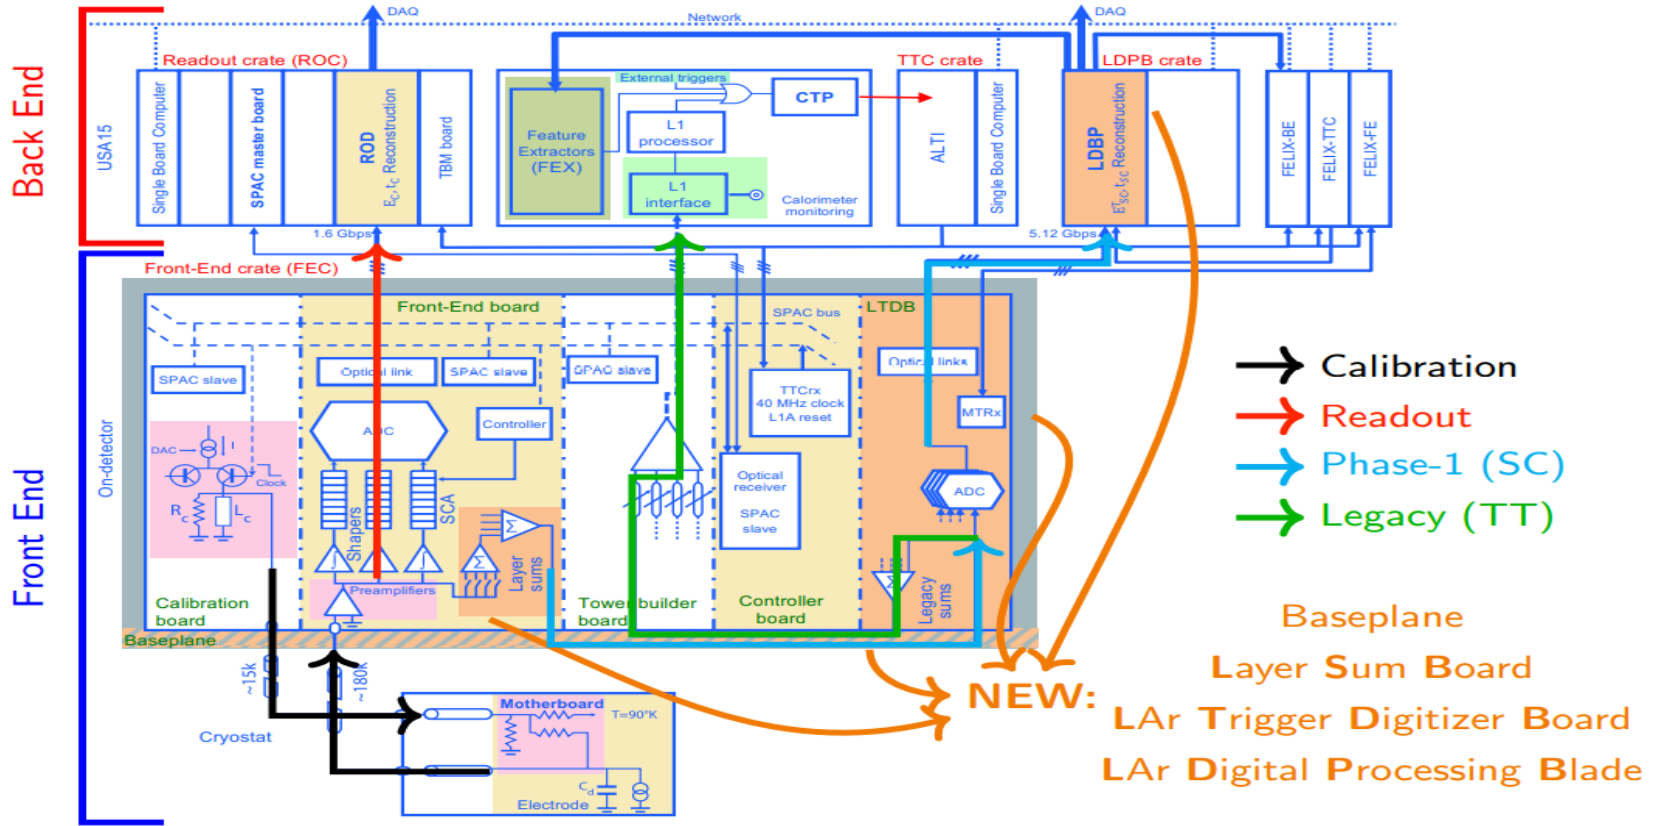 DAQ
DAQ
Network
Readout crate (ROC)
TTC crate
LDPB crate
Back End
USA15
Single Board Computer
SPAC master board
ROD
E_C, t_C Reconstruction
TBM board
Feature
Extractors
(FEX)
External triggers
CTP
L1
processor
L1
interface
Calorimeter
monitoring
ALTI
Single Board Computer
LDBP
E^T_SC, t_SC Reconstruction
FELIX-BE
FELIX-TTC
FELIX-FE
1.6 Gbps
5.12 Gbps
Front-End crate (FEC)
Front End
On-detector
Front-End board
SPAC bus
LTDB
SPAC slave
Optical link
SPAC slave
SPAC slave
Optical links
TTCrx
40 MHz clock
L1A reset
MTRx
DAC
I
Clock
R_c
L_c
ADC
Controller
SCA
Shapers
Σ
Σ
Layer
sums
Preamplifiers
Optical
receiver
SPAC
slave
ADC
Legacy
sums
Calibration
board
Tower builder
board
Controller
board
Baseplane
~15k
~180k
Cryostat
Motherboard
T=90°K
C_d
Electrode
Calibration
Readout
Phase-1 (SC)
Legacy (TT)
NEW:
Baseplane
Layer Sum Board
LAr Trigger Digitizer Board
LAr Digital Processing Blade